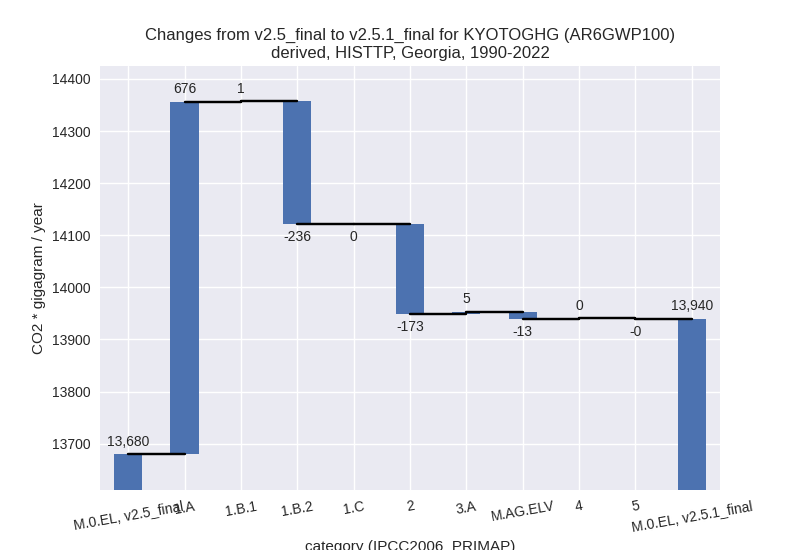 Changes from v2.5_final to v2.5.1_final for KYOTOGHG (AR6GWP100)
derived, HISTTP, Georgia, 1990-2022
14400
14300
14200
14100
14000
13900
13800
13700
CO2 * gigagram / year
13,680
676
1
-236
0
-173
5
-13
0
-0
13,940
M.0.EL, v2.5_final
1.A
1.B.1
1.B.2
1.C
2
3.A
M.AG.ELV
4
5
M.0.EL, v2.5.1_final
category (IPCC2006_PRIMAP)